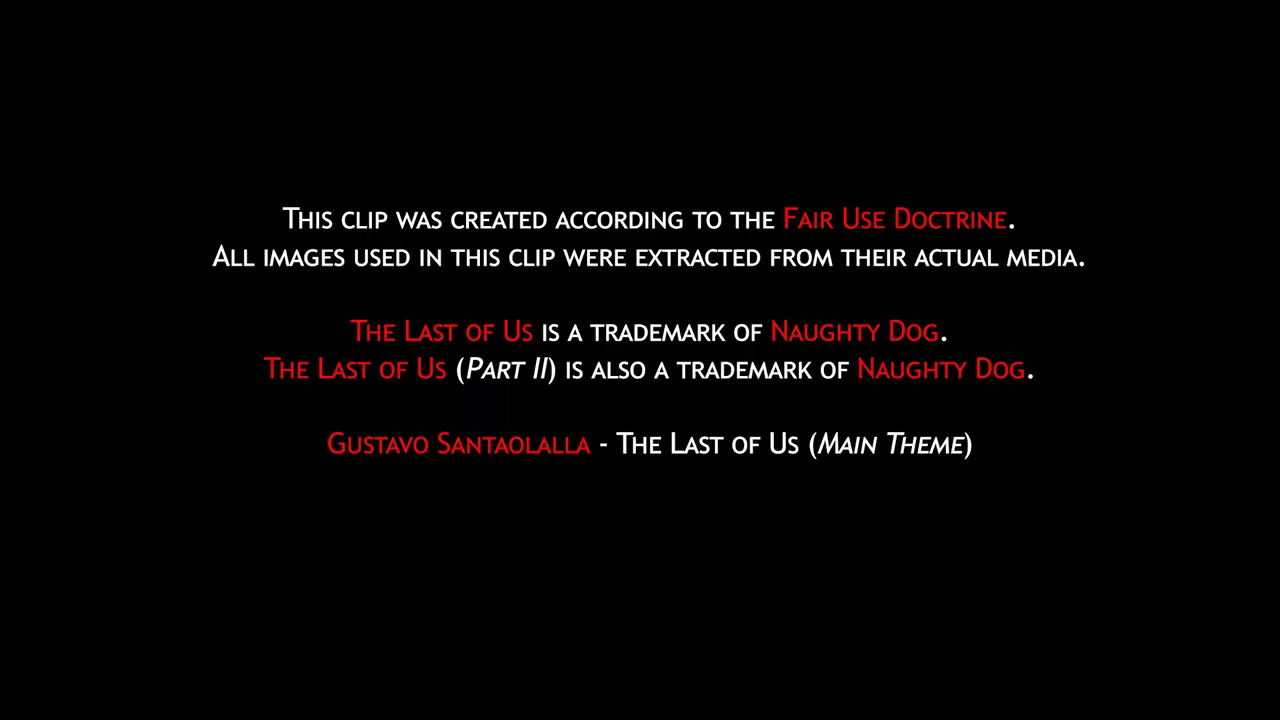 This clip was created according to the Fair Use Doctrine.
All images used in this clip were extracted from their actual media.
The Last of Us is a trademark of Naughty Dog.
The Last of Us (Part II) is also a trademark of Naughty Dog.
Gustavo Santaolalla - The Last of Us (Main Theme)